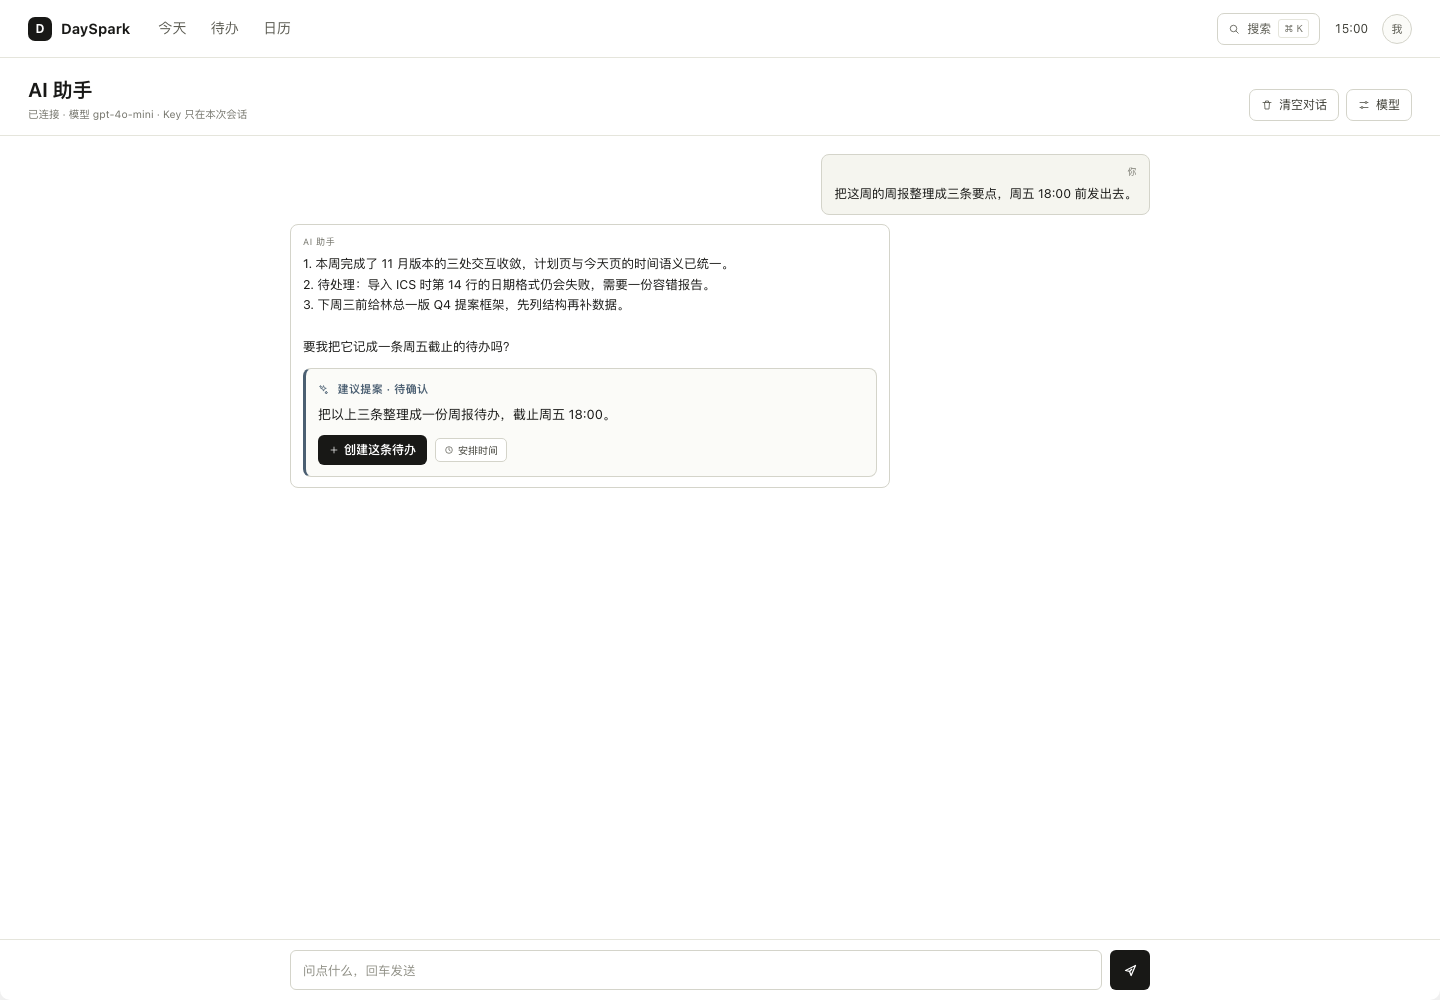 D DaySpark 今天 待办 日历 搜索 ⌘ K 15:00 我
AI 助手
已连接 · 模型 gpt-4o-mini · Key 只在本次会话
清空对话 模型
你
把这周的周报整理成三条要点，周五 18:00 前发出去。
AI 助手
1. 本周完成了 11 月版本的三处交互收敛，计划页与今天页的时间语义已统一。
2. 待处理：导入 ICS 时第 14 行的日期格式仍会失败，需要一份容错报告。
3. 下周三前给林总一版 Q4 提案框架，先列结构再补数据。
要我把它记成一条周五截止的待办吗？
建议提案 · 待确认
把以上三条整理成一份周报待办，截止周五 18:00。
+ 创建这条待办 安排时间
问点什么，回车发送